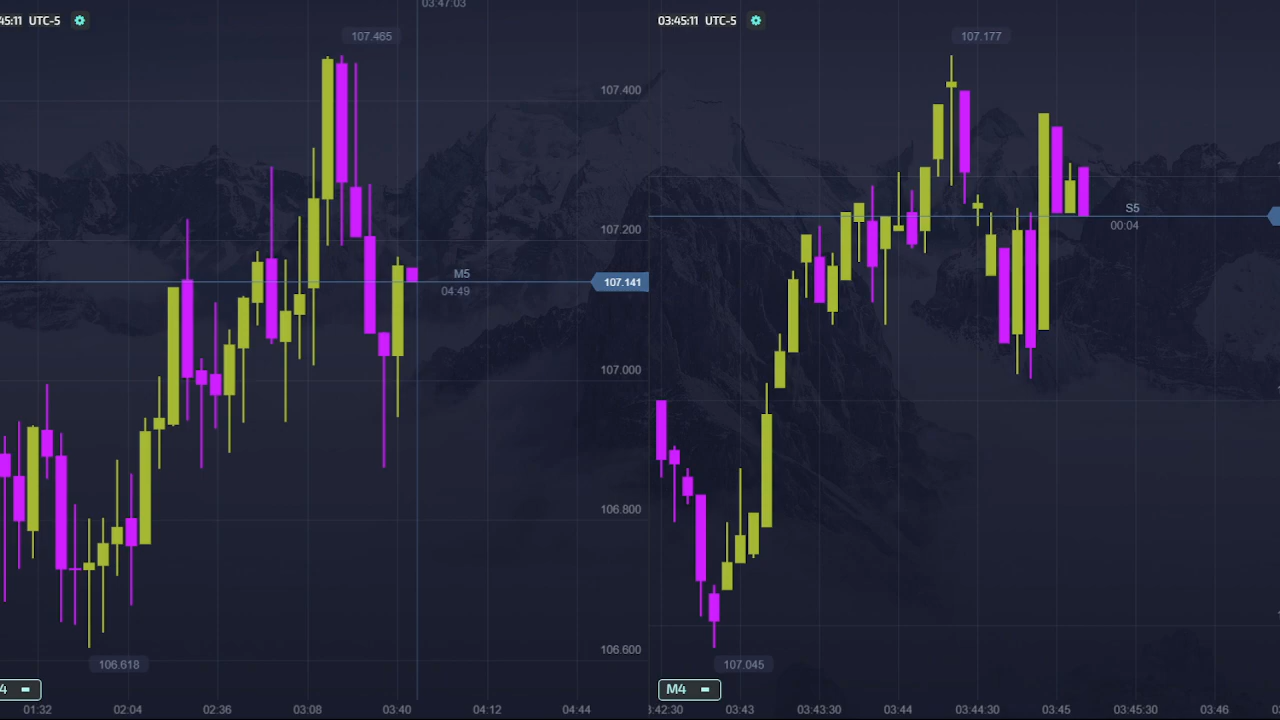 03:47:03
45:11 UTC-5
107.465
107.400
107.200
M5
04:49
107.141
107.000
106.800
106.600
106.618
4
01:32 02:04 02:36 03:08 03:40 04:12 04:44
03:45:11 UTC-5
107.177
S5
00:04
107.045
M4
:42:30 03:43 03:43:30 03:44 03:44:30 03:45 03:45:30 03:46